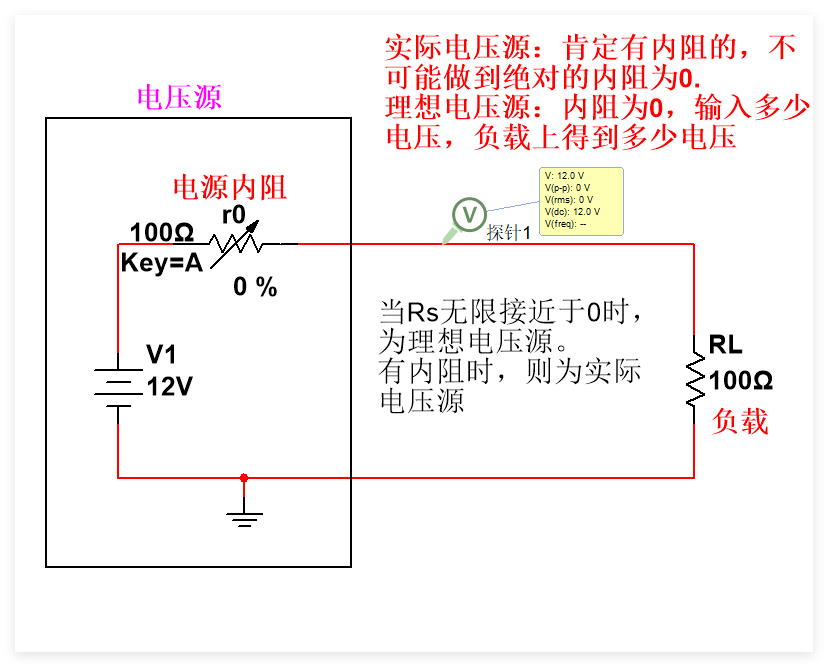 实际电压源：肯定有内阻的，不
可能做到绝对的内阻为0.
理想电压源：内阻为0，输入多少
电压，负载上得到多少电压
电压源
电源内阻
r0
100Ω
Key=A
0 %
V
探针1
V: 12.0 V
V(p-p): 0 V
V(rms): 0 V
V(dc): 12.0 V
V(freq): --
当Rs无限接近于0时，
为理想电压源。
有内阻时，则为实际
电压源
V1
12V
RL
100Ω
负载